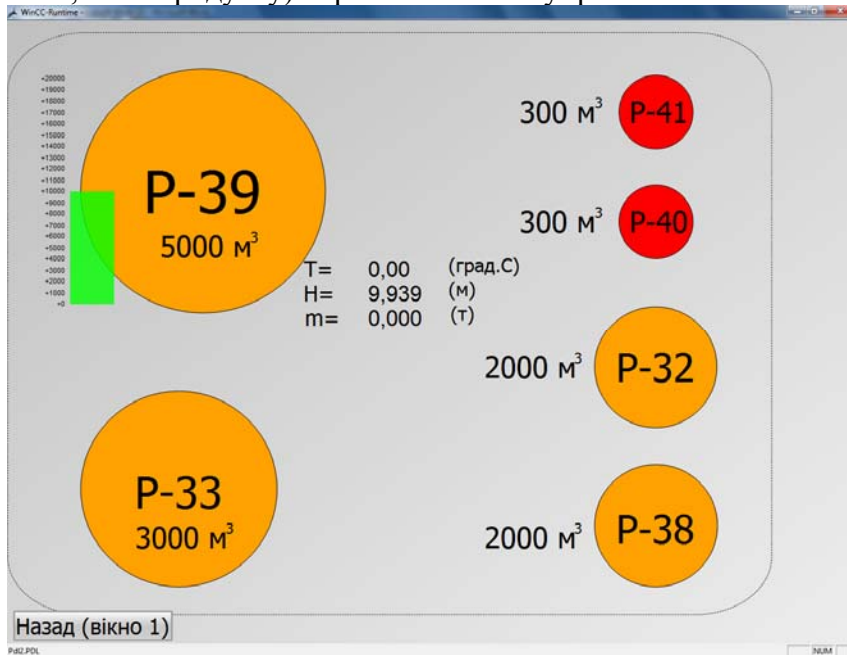 WinCC-Runtime -
+20000
+19000
+18000
+17000
+16000
+15000
+14000
+13000
+12000
+11000
+10000
+9000
+8000
+7000
+6000
+5000
+4000
+3000
+2000
+1000
+0
Р-39
5000 м³
300 м³ Р-41
300 м³ Р-40
T= 0,00 (град.С)
H= 9,939 (м)
m= 0,000 (т)
2000 м³ Р-32
Р-33
3000 м³
2000 м³ Р-38
Назад (вікно 1)
Pdl2.PDL NUM